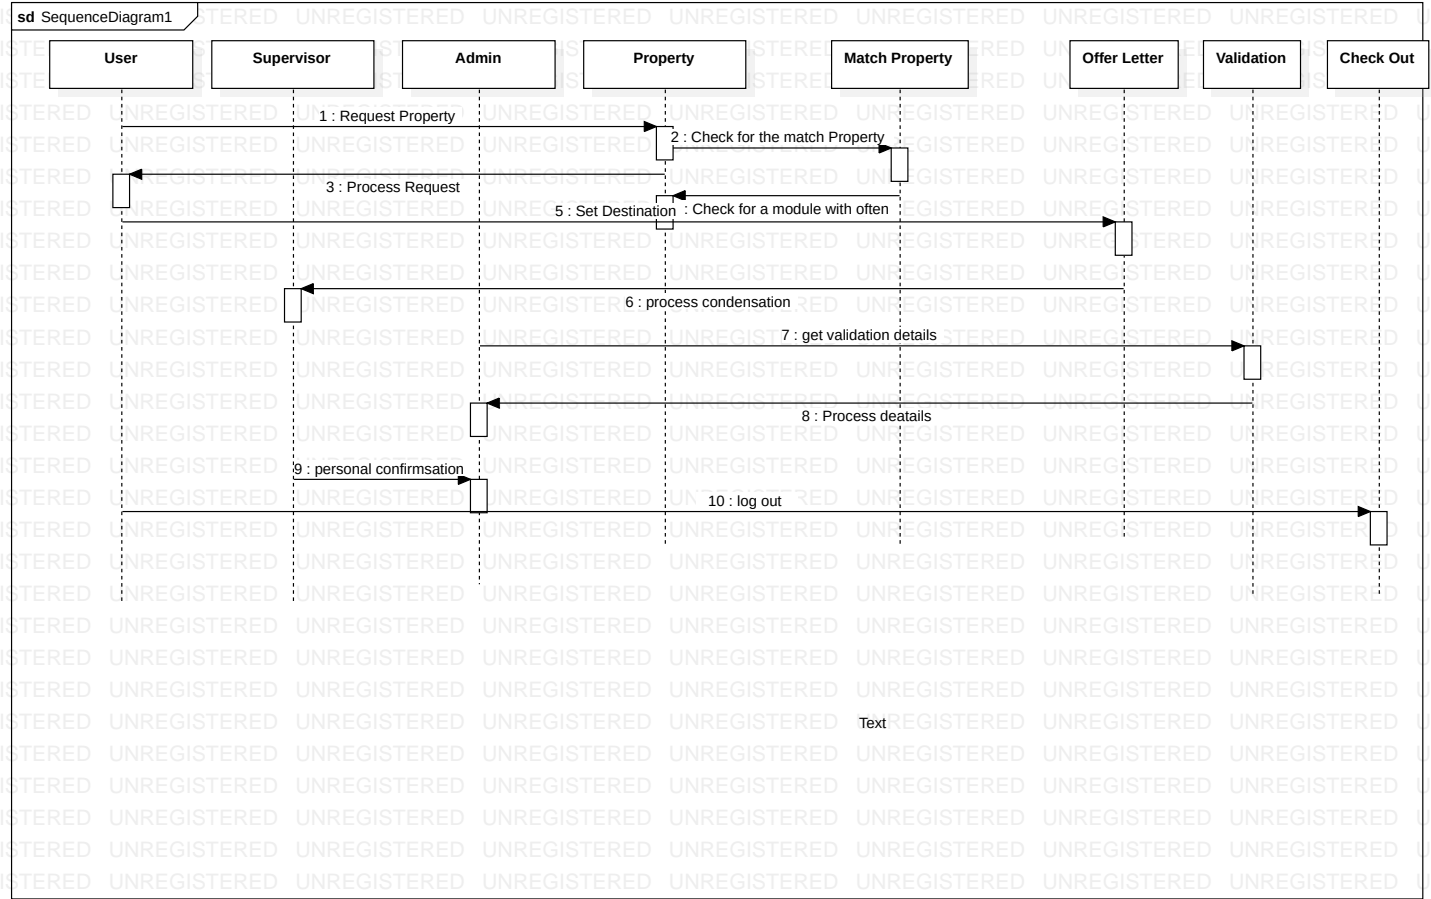 sd SequenceDiagram1
User
Supervisor
Admin
Property
Match Property
Offer Letter
Validation
Check Out
1 : Request Property
2 : Check for the match Property
3 : Process Request
: Check for a module with often
5 : Set Destination
6 : process condensation
7 : get validation details
8 : Process deatails
9 : personal confirmsation
10 : log out
Text
UNREGISTERED